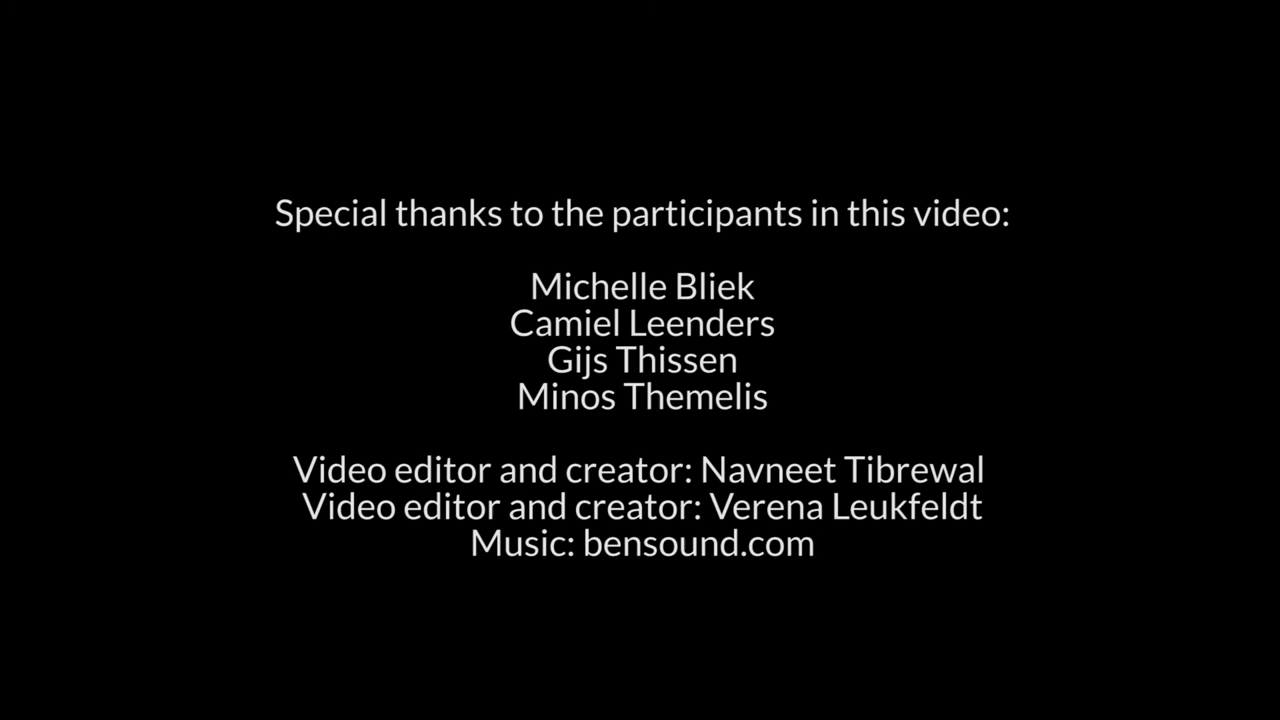 Special thanks to the participants in this video:
Michelle Bliek
Camiel Leenders
Gijs Thissen
Minos Themelis
Video editor and creator: Navneet Tibrewal
Video editor and creator: Verena Leukfeldt
Music: bensound.com